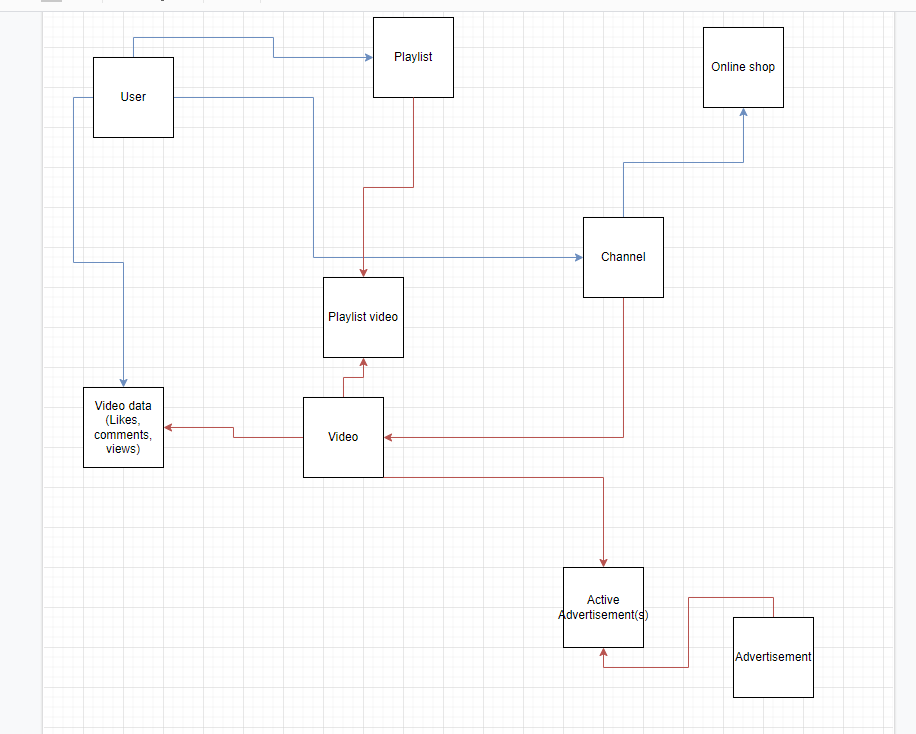 Playlist
Online shop
User
Channel
Playlist video
Video data
(Likes,
comments,
views)
Video
Active
Advertisement(s)
Advertisement